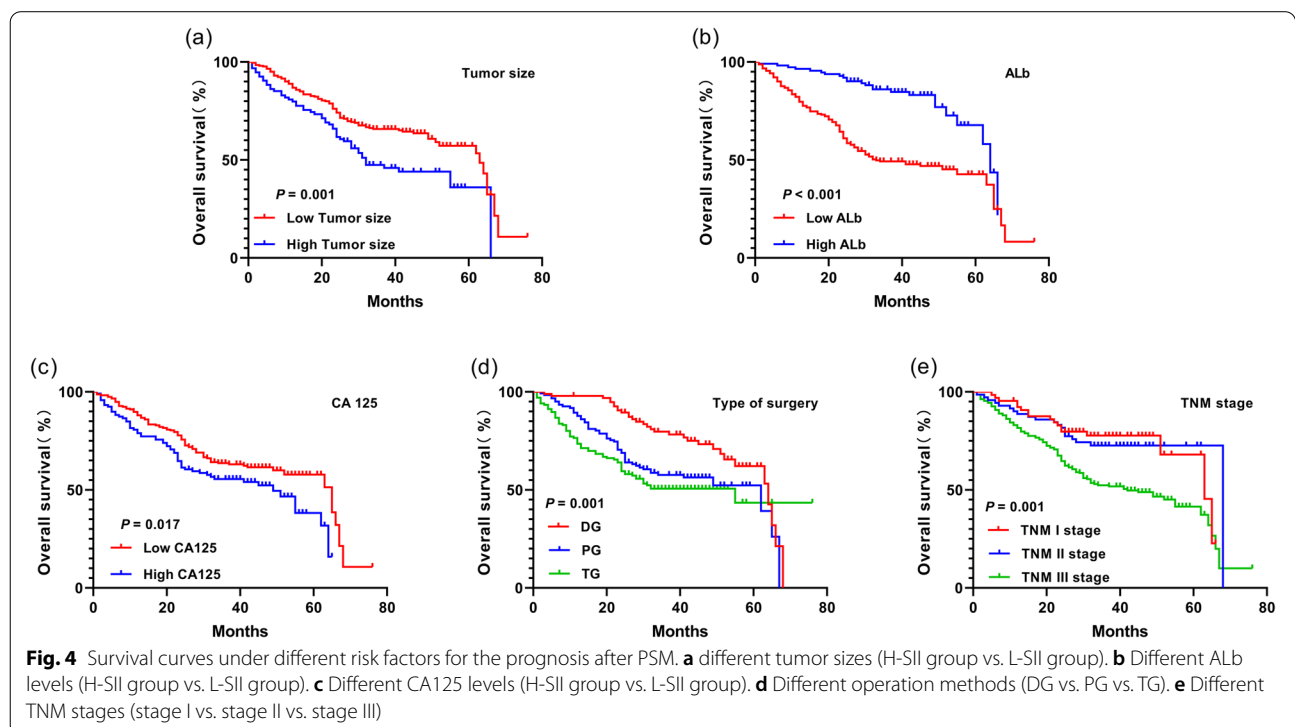 (a)
Tumor size
Overall survival( %)
100
50
0
P = 0.001
Low Tumor size
High Tumor size
0 20 40 60 80
Months
(b)
ALb
Overall survival( %)
100
50
0
P < 0.001
Low ALb
High ALb
0 20 40 60 80
Months
(c)
CA 125
Overall survival( %)
100
50
0
P = 0.017
Low CA125
High CA125
0 20 40 60 80
Months
(d)
Type of surgery
Overall survival( %)
100
50
0
P = 0.001
DG
PG
TG
0 20 40 60 80
Months
(e)
TNM stage
Overall survival( %)
100
50
0
P = 0.001
TNM I stage
TNM II stage
TNM III stage
0 20 40 60 80
Months
Fig. 4 Survival curves under different risk factors for the prognosis after PSM. a different tumor sizes (H-SII group vs. L-SII group). b Different ALb
levels (H-SII group vs. L-SII group). c Different CA125 levels (H-SII group vs. L-SII group). d Different operation methods (DG vs. PG vs. TG). e Different
TNM stages (stage I vs. stage II vs. stage III)